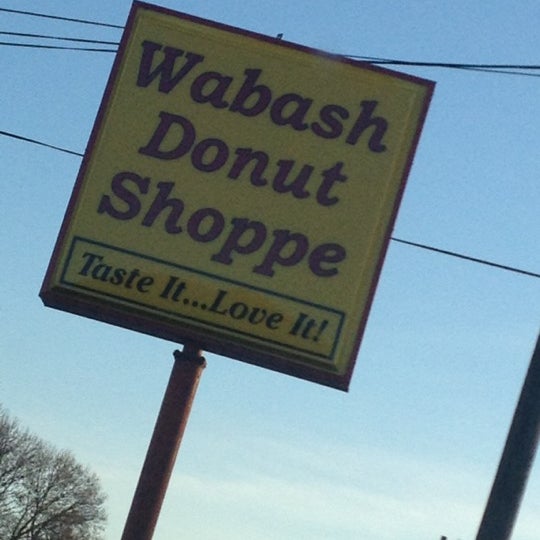 Wabash
Donut
Shoppe
Taste It...Love It!